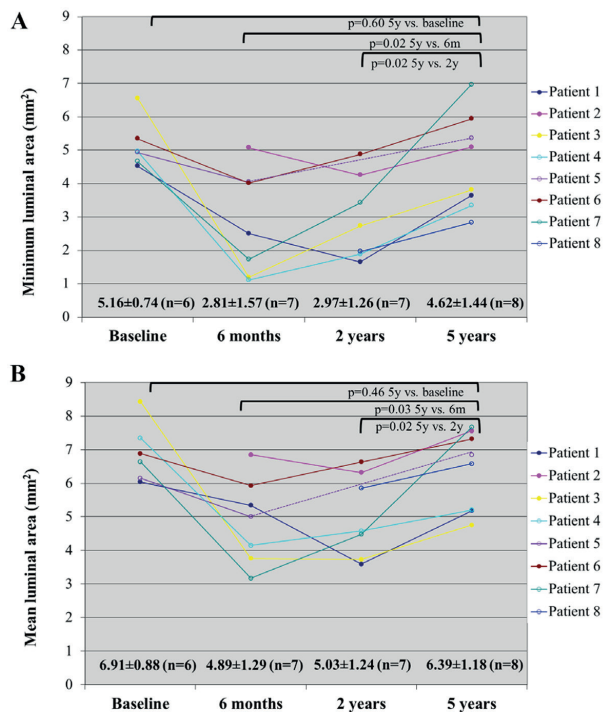 A
p=0.60 5y vs. baseline
p=0.02 5y vs. 6m
p=0.02 5y vs. 2y
Minimum luminal area (mm²)
9
8
7
6
5
4
3
2
1
0
5.16±0.74 (n=6) 2.81±1.57 (n=7) 2.97±1.26 (n=7) 4.62±1.44 (n=8)
Baseline 6 months 2 years 5 years
Patient 1
Patient 2
Patient 3
Patient 4
Patient 5
Patient 6
Patient 7
Patient 8
B
p=0.46 5y vs. baseline
p=0.03 5y vs. 6m
p=0.02 5y vs. 2y
Mean luminal area (mm²)
9
8
7
6
5
4
3
2
1
0
6.91±0.88 (n=6) 4.89±1.29 (n=7) 5.03±1.24 (n=7) 6.39±1.18 (n=8)
Baseline 6 months 2 years 5 years
Patient 1
Patient 2
Patient 3
Patient 4
Patient 5
Patient 6
Patient 7
Patient 8